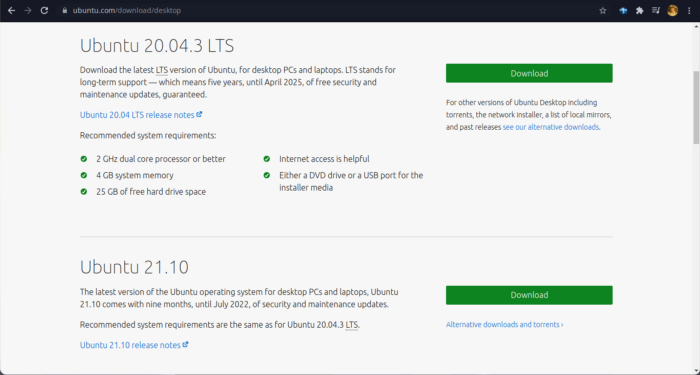 ubuntu.com/download/desktop
Ubuntu 20.04.3 LTS
Download the latest LTS version of Ubuntu, for desktop PCs and laptops. LTS stands for
long-term support — which means five years, until April 2025, of free security and
maintenance updates, guaranteed.
Ubuntu 20.04 LTS release notes
Recommended system requirements:
2 GHz dual core processor or better
4 GB system memory
25 GB of free hard drive space
Internet access is helpful
Either a DVD drive or a USB port for the
installer media
Download
For other versions of Ubuntu Desktop including
torrents, the network installer, a list of local mirrors,
and past releases see our alternative downloads.
Ubuntu 21.10
The latest version of the Ubuntu operating system for desktop PCs and laptops, Ubuntu
21.10 comes with nine months, until July 2022, of security and maintenance updates.
Recommended system requirements are the same as for Ubuntu 20.04.3 LTS.
Ubuntu 21.10 release notes
Download
Alternative downloads and torrents ›